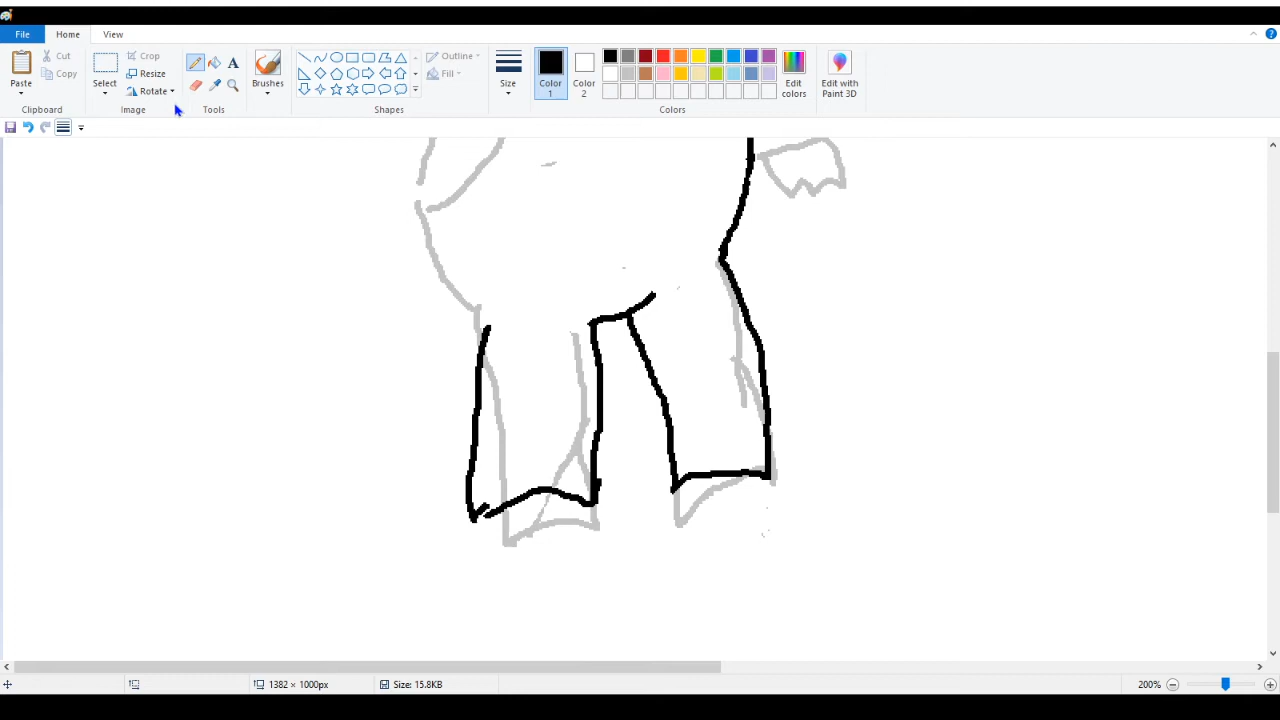 File Home View
Paste
Cut
Copy
Clipboard
Select
Crop
Resize
Rotate
Image
A
Tools
Brushes
Outline
Fill
Shapes
Size
Color
1
Color
2
Edit
colors
Colors
Edit with
Paint 3D
1382 × 1000px
Size: 15.8KB
200%